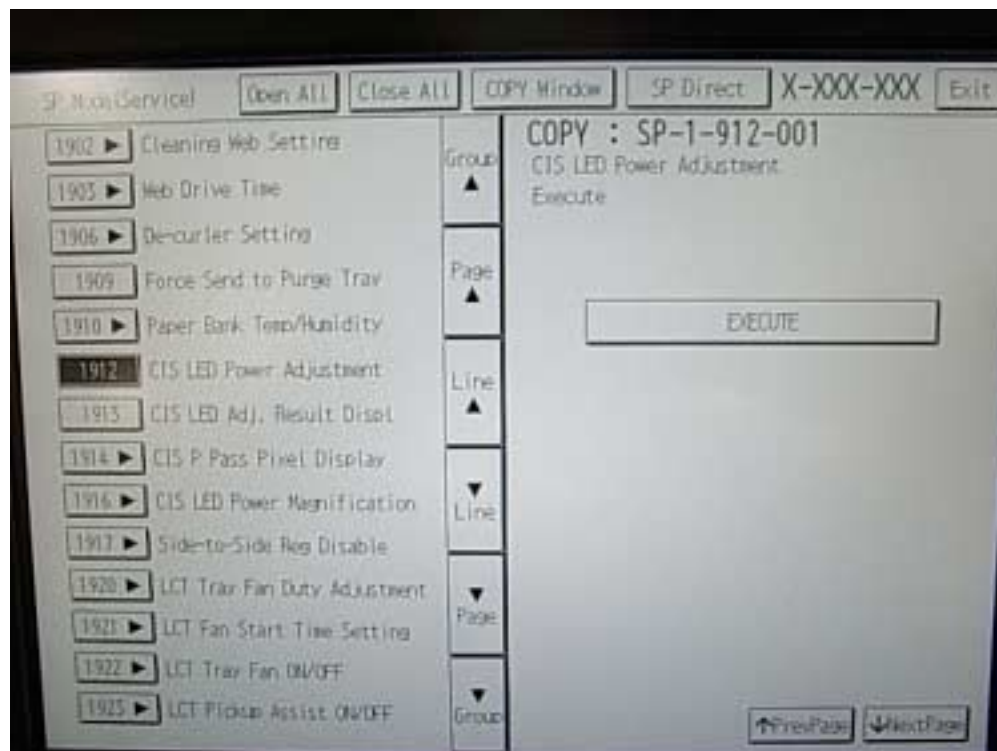 SP Mode(Service) Open All Close All COPY Window SP Direct X-XXX-XXX Exit
1902 ▶ Cleaning Web Setting
1903 ▶ Web Drive Time
1906 ▶ De-curler Setting
1909 Force Send to Purge Tray
1910 ▶ Paper Bank Temp/Humidity
1912 CIS LED Power Adjustment
1913 CIS LED Adj. Result Displ
1914 ▶ CIS P Pass Pixel Display
1916 ▶ CIS LED Power Magnification
1917 ▶ Side-to-Side Reg Disable
1920 ▶ LCT Tray Fan Duty Adjustment
1921 ▶ LCT Fan Start Time Setting
1922 ▶ LCT Tray Fan ON/OFF
1923 ▶ LCT Pickup Assist ON/OFF
Group
▲
Page
▲
Line
▲
▼
Line
▼
Page
▼
Group
COPY : SP-1-912-001
CIS LED Power Adjustment
Execute
EXECUTE
↑PrevPage ↓NextPage